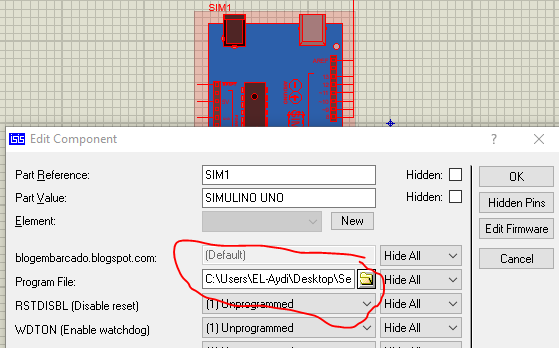 SIM1
ISIS Edit Component ? ×
Part Reference: SIM1 Hidden: OK
Part Value: SIMULINO UNO Hidden: Hidden Pins
Element: New Edit Firmware
blogembarcado.blogspot.com: (Default) Hide All Cancel
Program File: C:\Users\EL-Aydi\Desktop\Se Hide All
RSTDISBL (Disable reset) (1) Unprogrammed Hide All
WDTON (Enable watchdog) (1) Unprogrammed Hide All